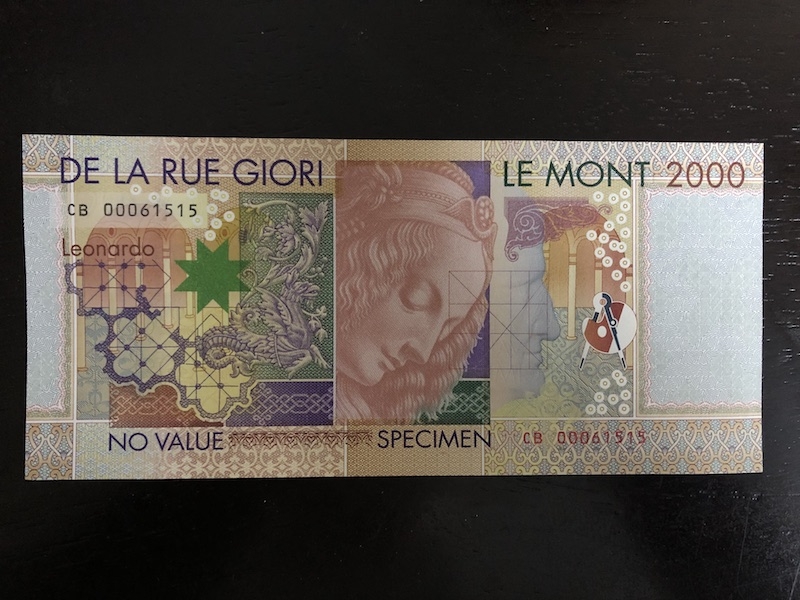 DE LA RUE GIORI
LE MONT 2000
CB 00061515
Leonardo
NO VALUE
SPECIMEN
CB 00061515